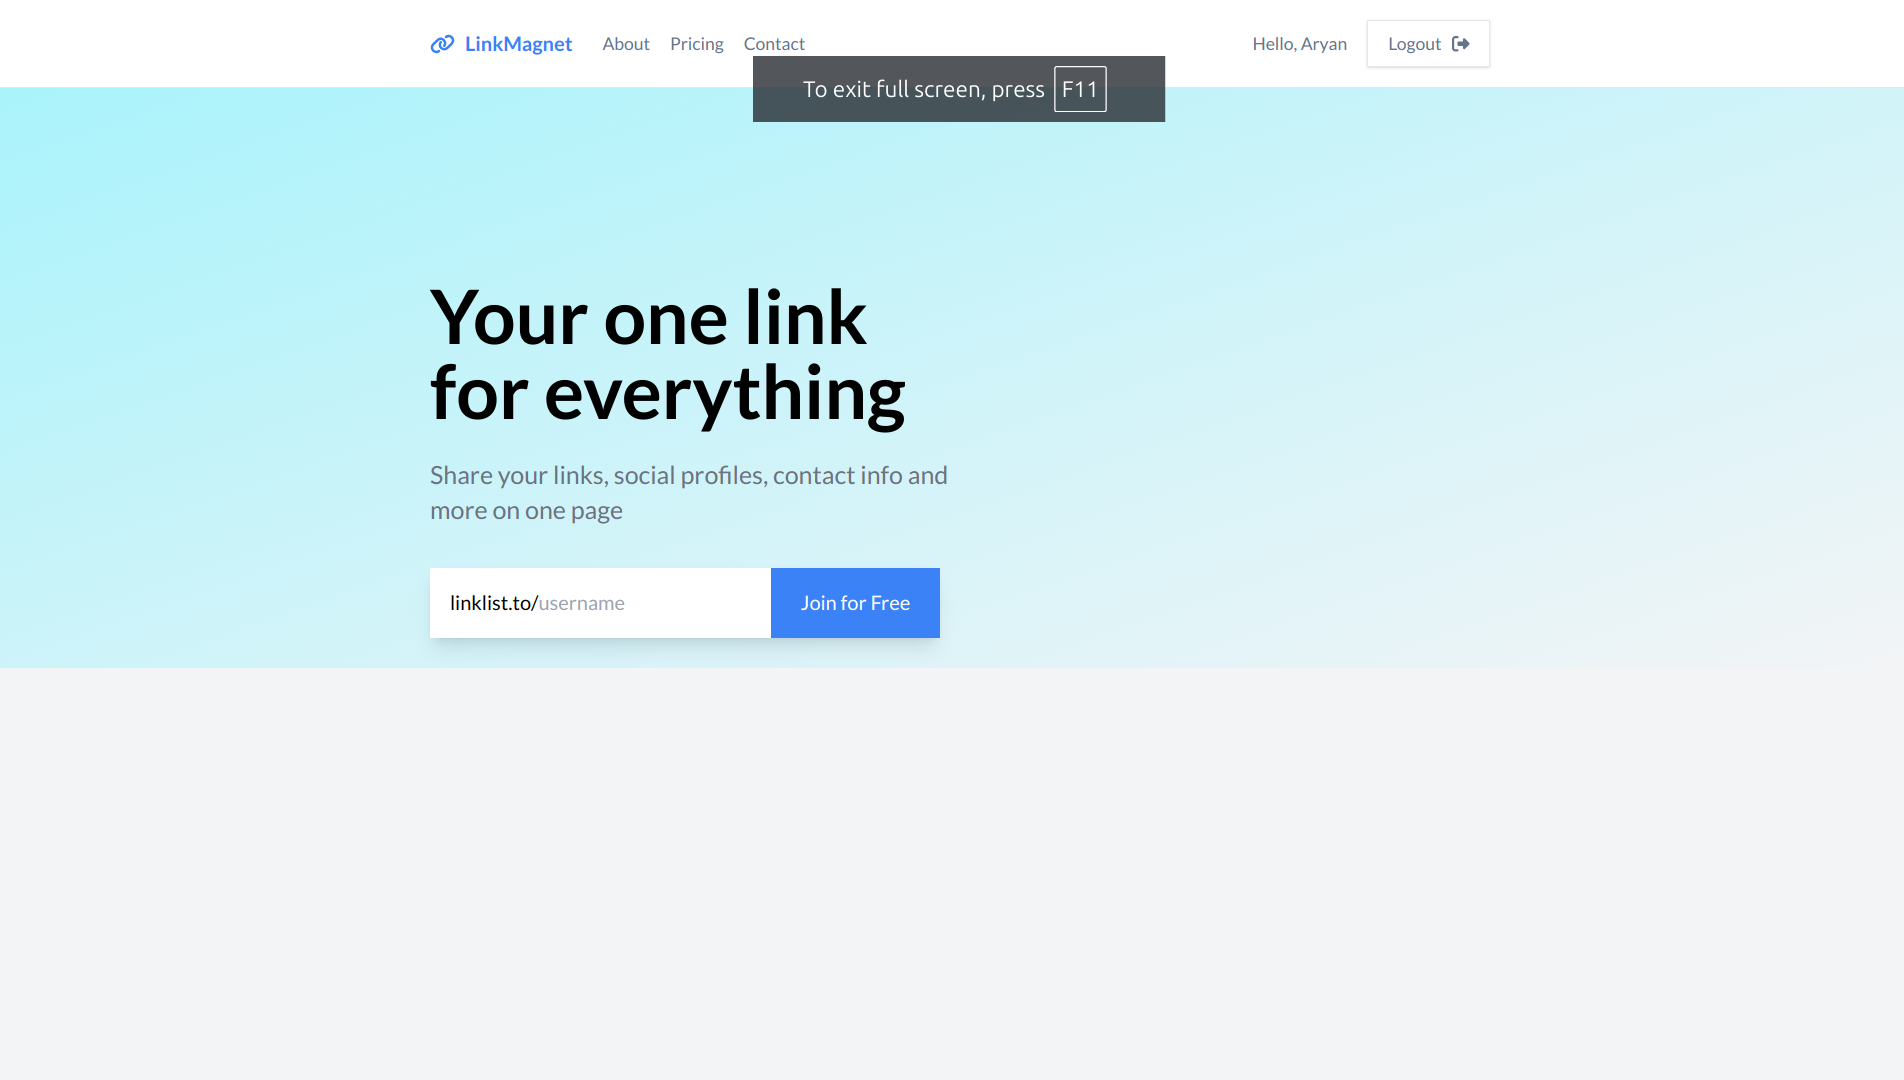 LinkMagnet About Pricing Contact Hello, Aryan Logout
To exit full screen, press F11
Your one link
for everything
Share your links, social profiles, contact info and
more on one page
linklist.to/username Join for Free